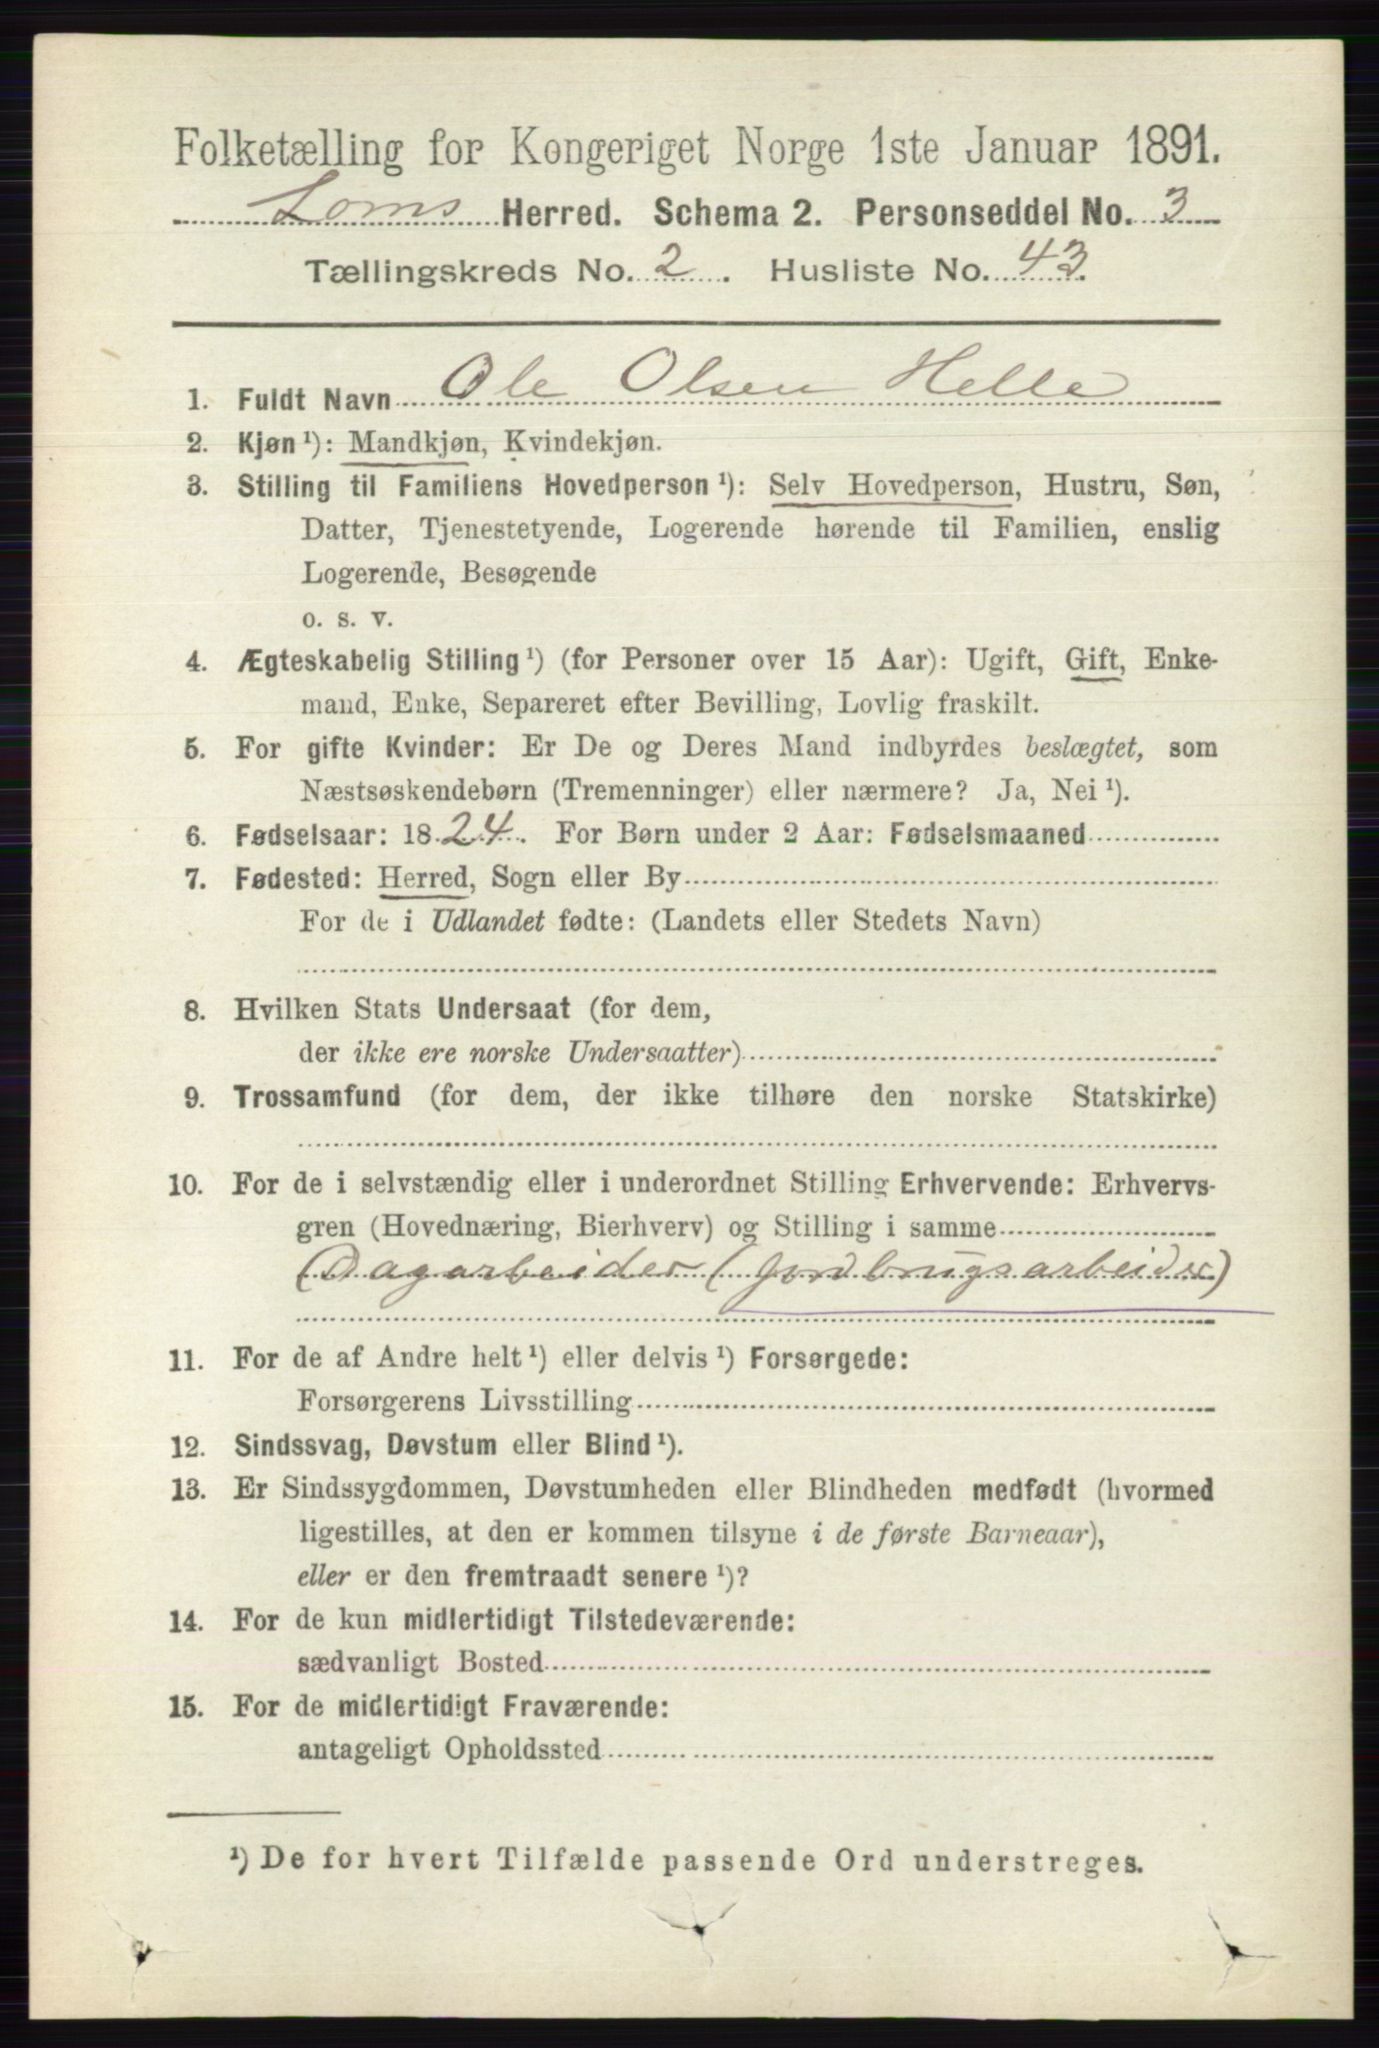 Folketælling for Kongeriget Norge 1ste Januar 1891.
Loms Herred. Schema 2. Personseddel No. 3
Tællingskreds No. 2. Husliste No. 43.
1. Fuldt Navn Ole Olsen Helle
2. Kjøn ¹): Mandkjøn, Kvindekjøn.
3. Stilling til Familiens Hovedperson ¹): Selv Hovedperson, Hustru, Søn,
Datter, Tjenestetyende, Logerende hørende til Familien, enslig
Logerende, Besøgende
o. s. v.
4. Ægteskabelig Stilling ¹) (for Personer over 15 Aar): Ugift, Gift, Enke-
mand, Enke, Separeret efter Bevilling, Lovlig fraskilt.
5. For gifte Kvinder: Er De og Deres Mand indbyrdes beslægtet, som
Næstsøskendebørn (Tremenninger) eller nærmere? Ja, Nei ¹).
6. Fødselsaar: 1824. For Børn under 2 Aar: Fødselsmaaned
7. Fødested: Herred, Sogn eller By
For de i Udlandet fødte: (Landets eller Stedets Navn)
8. Hvilken Stats Undersaat (for dem,
der ikke ere norske Undersaatter)
9. Trossamfund (for dem, der ikke tilhøre den norske Statskirke)
10. For de i selvstændig eller i underordnet Stilling Erhvervende: Erhvervs-
gren (Hovednæring, Bierhverv) og Stilling i samme
(Dagarbeider (Jordbrugsarbeider)
11. For de af Andre helt ¹) eller delvis ¹) Forsørgede:
Forsørgerens Livsstilling
12. Sindssvag, Døvstum eller Blind ¹).
13. Er Sindssygdommen, Døvstumheden eller Blindheden medfødt (hvormed
ligestilles, at den er kommen tilsyne i de første Barneaar),
eller er den fremtraadt senere ¹)?
14. For de kun midlertidigt Tilstedeværende:
sædvanligt Bosted
15. For de midlertidigt Fraværende:
antageligt Opholdssted
¹) De for hvert Tilfælde passende Ord understreges.